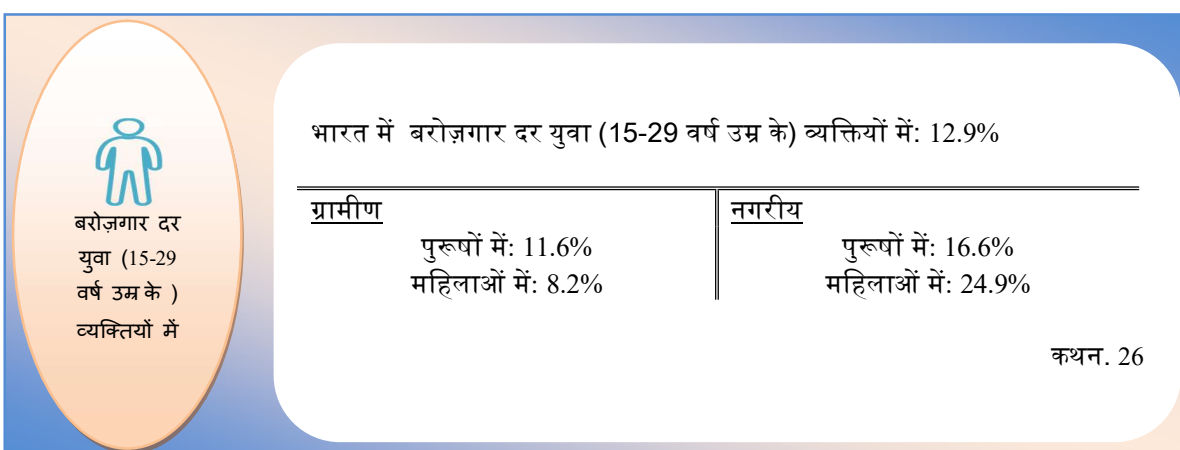 बरोज़गार दर
युवा (15-29
वर्ष उम्र के )
व्यक्तियों में
भारत में बरोज़गार दर युवा (15-29 वर्ष उम्र के) व्यक्तियों में: 12.9%
ग्रामीण
पुरूषों में: 11.6%
महिलाओं में: 8.2%
नगरीय
पुरूषों में: 16.6%
महिलाओं में: 24.9%
कथन. 26